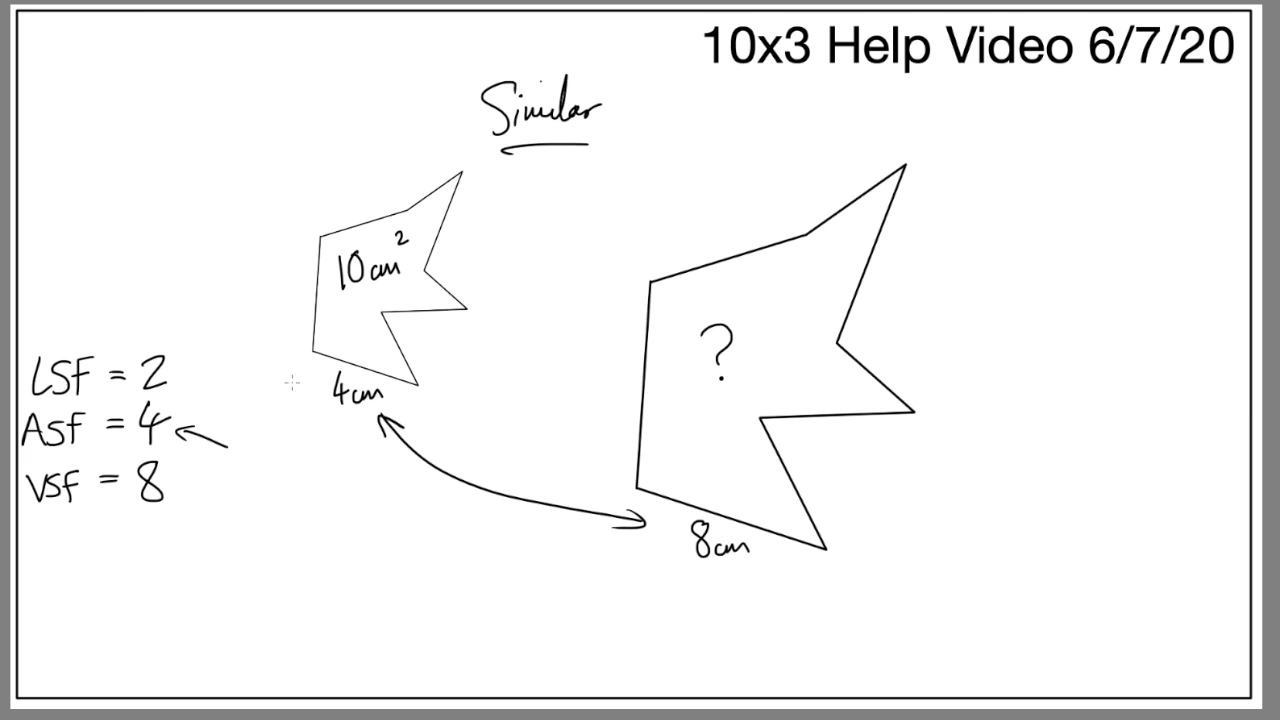 10x3 Help Video 6/7/20
Similar
10cm²
?
4cm
8cm
LSF = 2
ASF = 4
VSF = 8